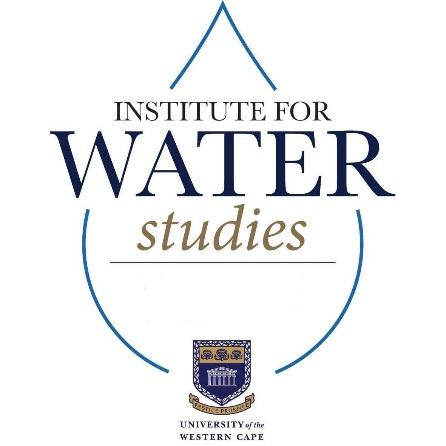 INSTITUTE FOR
WATER
studies
UNIVERSITY of the
WESTERN CAPE